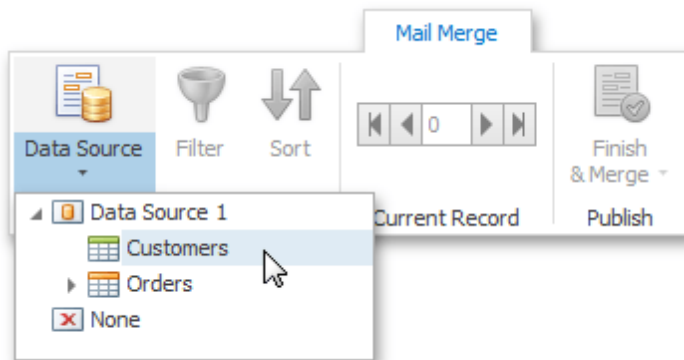 Mail Merge
Data Source
Filter
Sort
0
Finish
& Merge
Current Record
Publish
Data Source 1
Customers
Orders
None